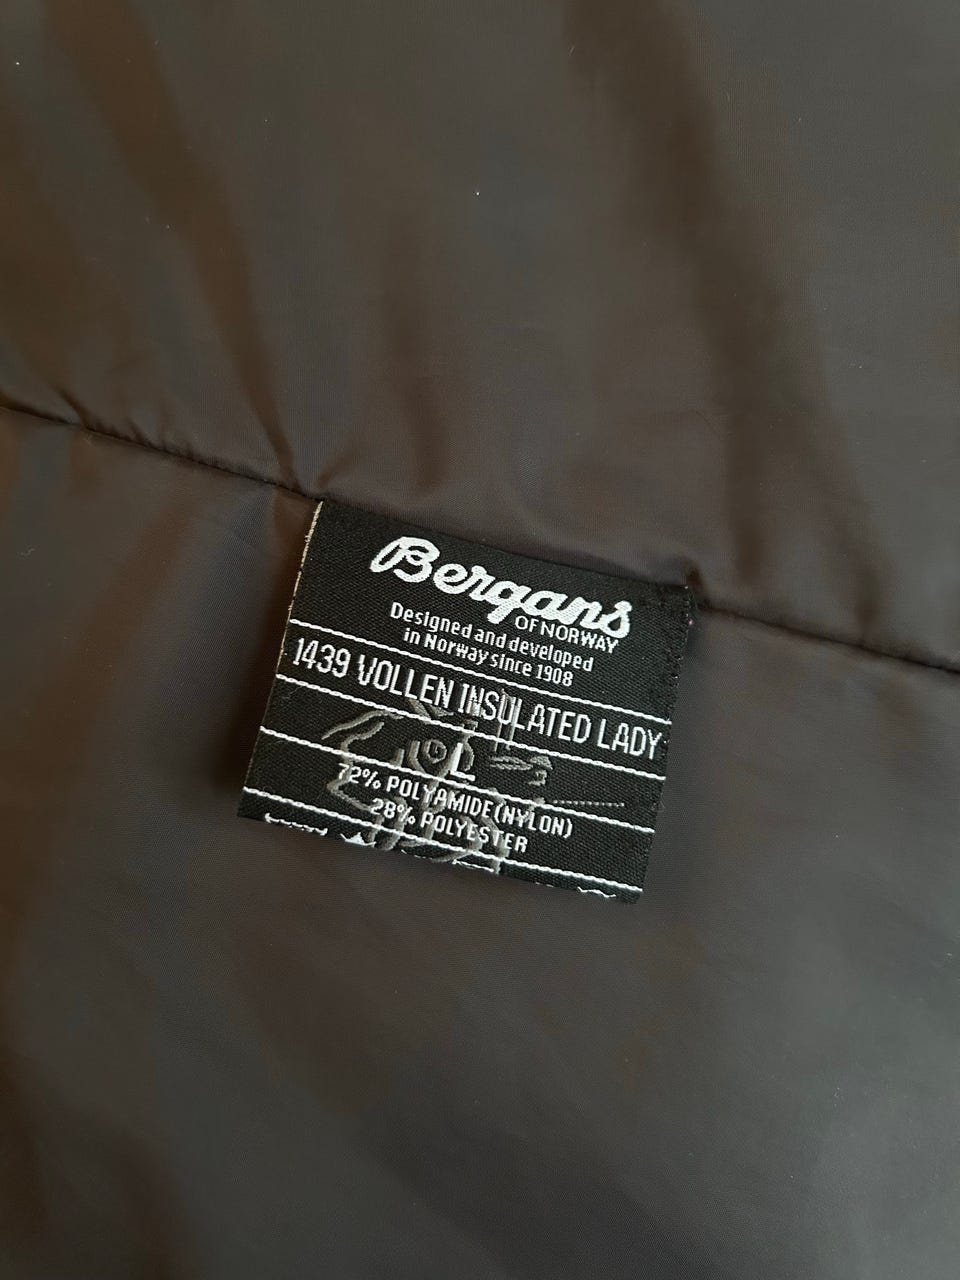 Bergans
OF NORWAY
Designed and developed
in Norway since 1908
1439 VOLLEN INSULATED LADY
L
72% POLYAMIDE(NYLON)
28% POLYESTER